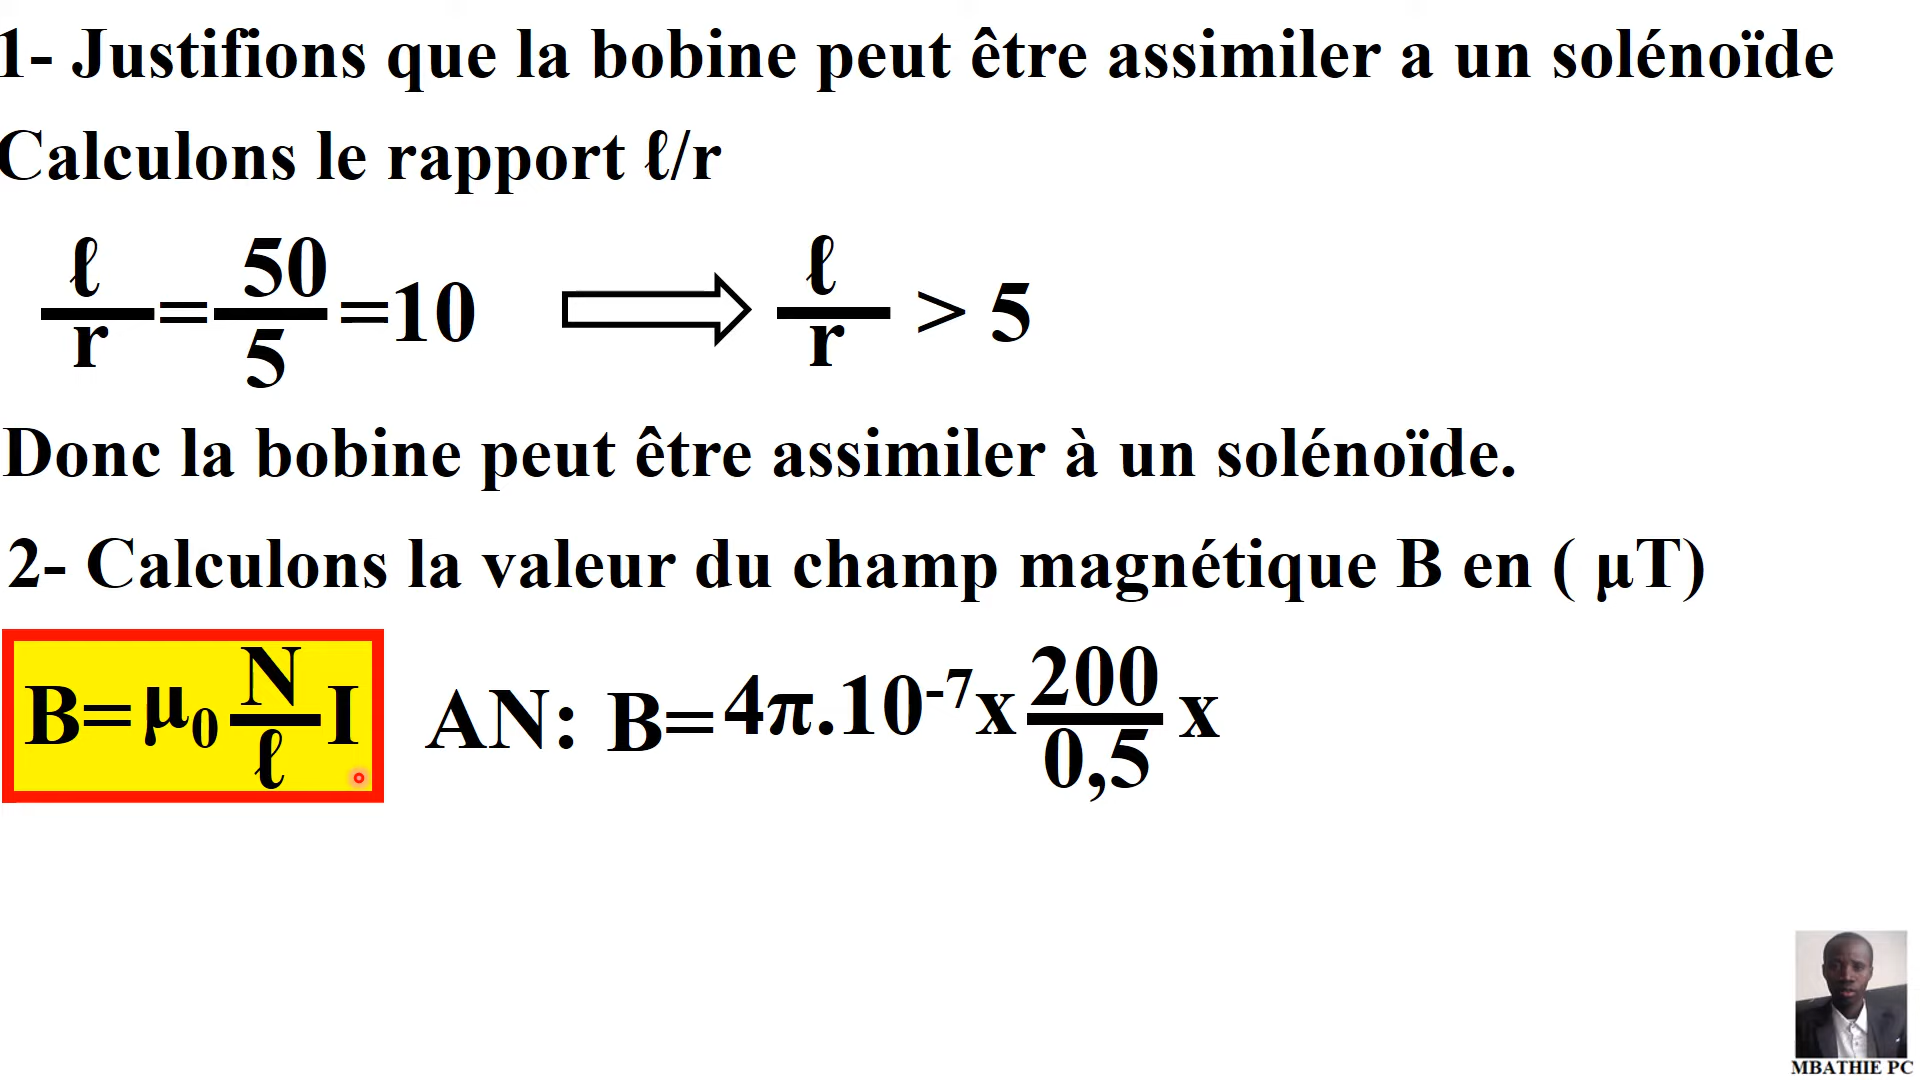 1- Justifions que la bobine peut être assimiler a un solénoïde
Calculons le rapport ℓ/r
ℓ/r = 50/5 =10 ⇒ ℓ/r > 5
Donc la bobine peut être assimiler à un solénoïde.
2- Calculons la valeur du champ magnétique B en ( µT)
B=µ₀ N/ℓ I AN: B=4π.10⁻⁷x 200/0,5 x
MBATHIE PC